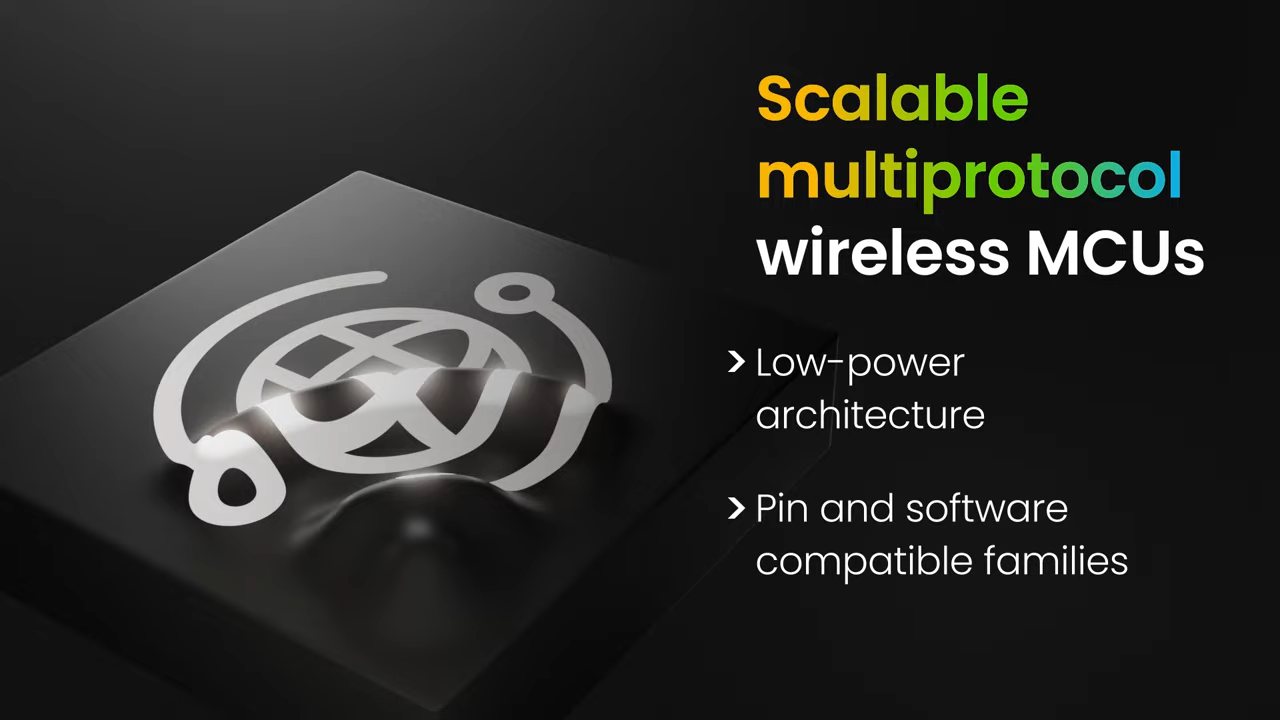 Scalable
multiprotocol
wireless MCUs
> Low-power
architecture
> Pin and software
compatible families